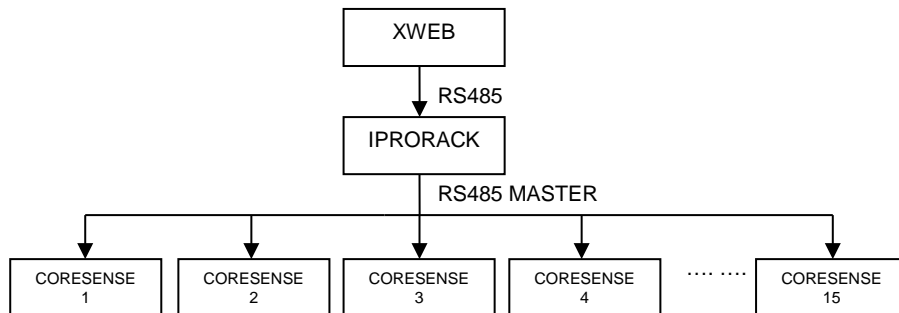 XWEB
RS485
IPRORACK
RS485 MASTER
CORESENSE
1
CORESENSE
2
CORESENSE
3
CORESENSE
4
.... ....
CORESENSE
15